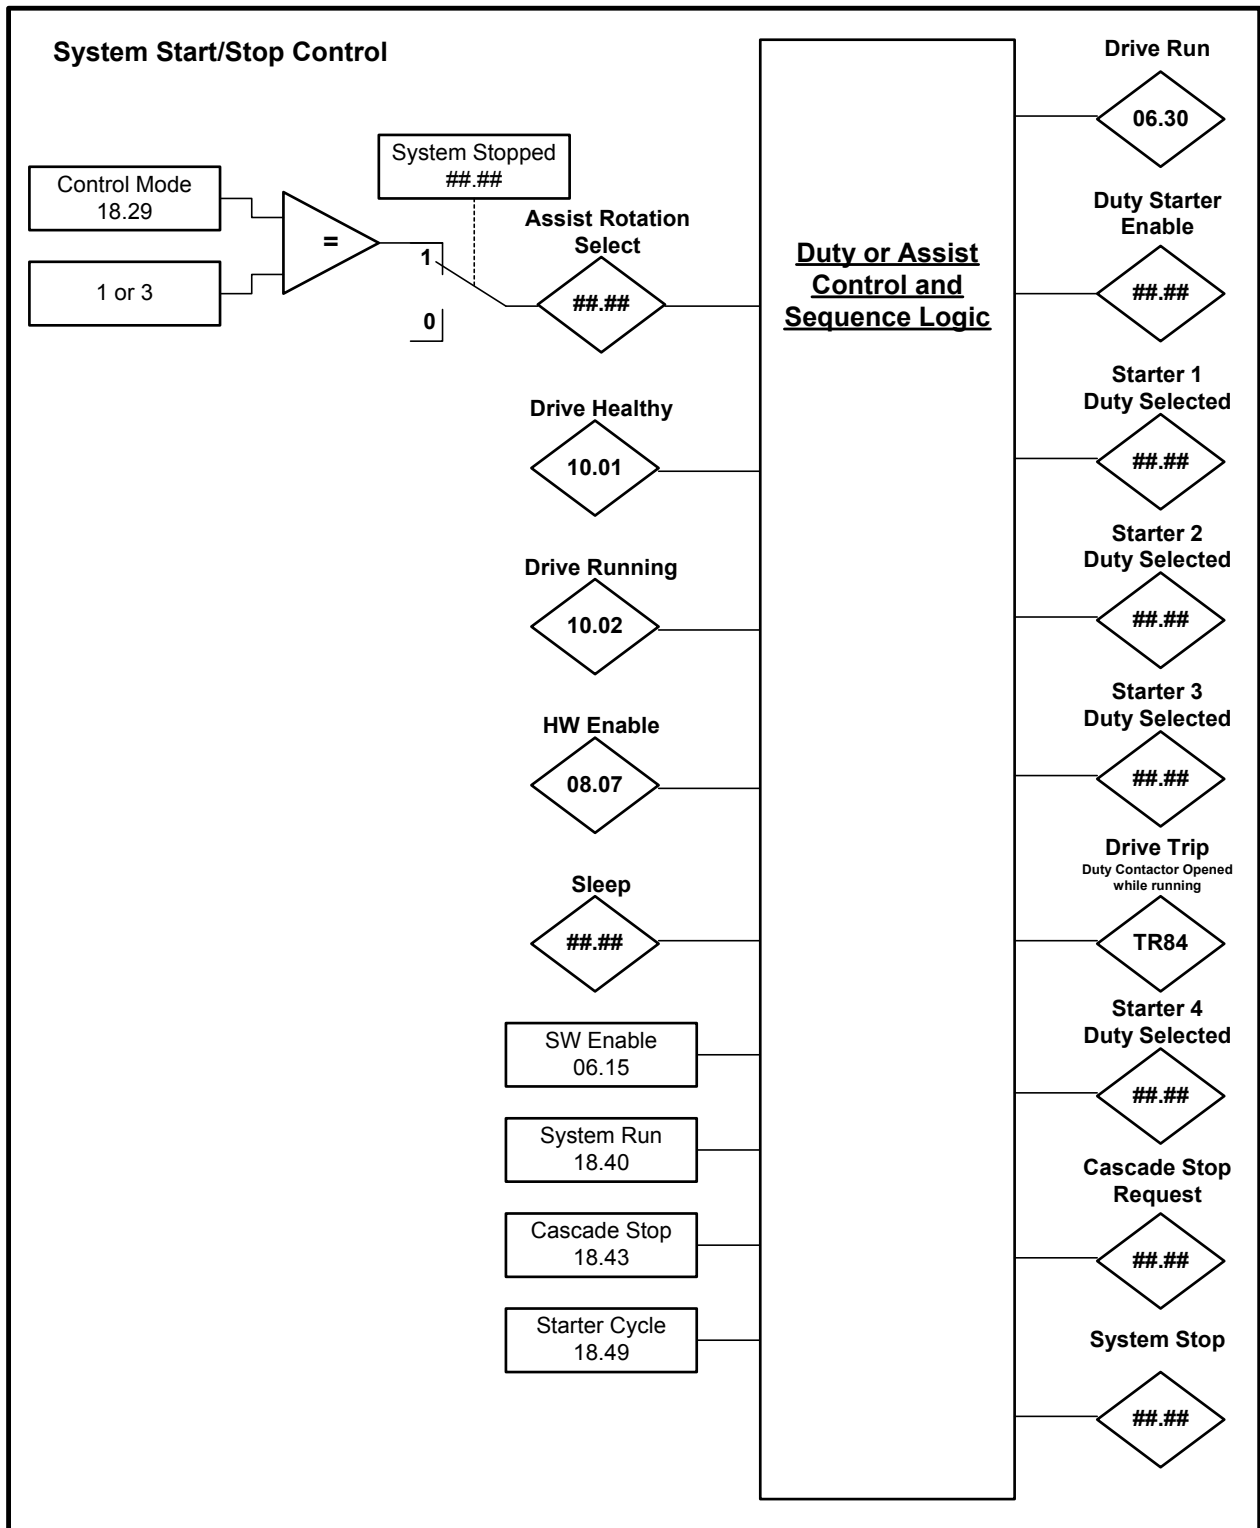 System Start/Stop Control
Control Mode
18.29
1 or 3
=
System Stopped
##.##
1
0
Assist Rotation
Select
##.##
Drive Healthy
10.01
Drive Running
10.02
HW Enable
08.07
Sleep
##.##
SW Enable
06.15
System Run
18.40
Cascade Stop
18.43
Starter Cycle
18.49
Duty or Assist
Control and
Sequence Logic
Drive Run
06.30
Duty Starter
Enable
##.##
Starter 1
Duty Selected
##.##
Starter 2
Duty Selected
##.##
Starter 3
Duty Selected
##.##
Drive Trip
Duty Contactor Opened
while running
TR84
Starter 4
Duty Selected
##.##
Cascade Stop
Request
##.##
System Stop
##.##